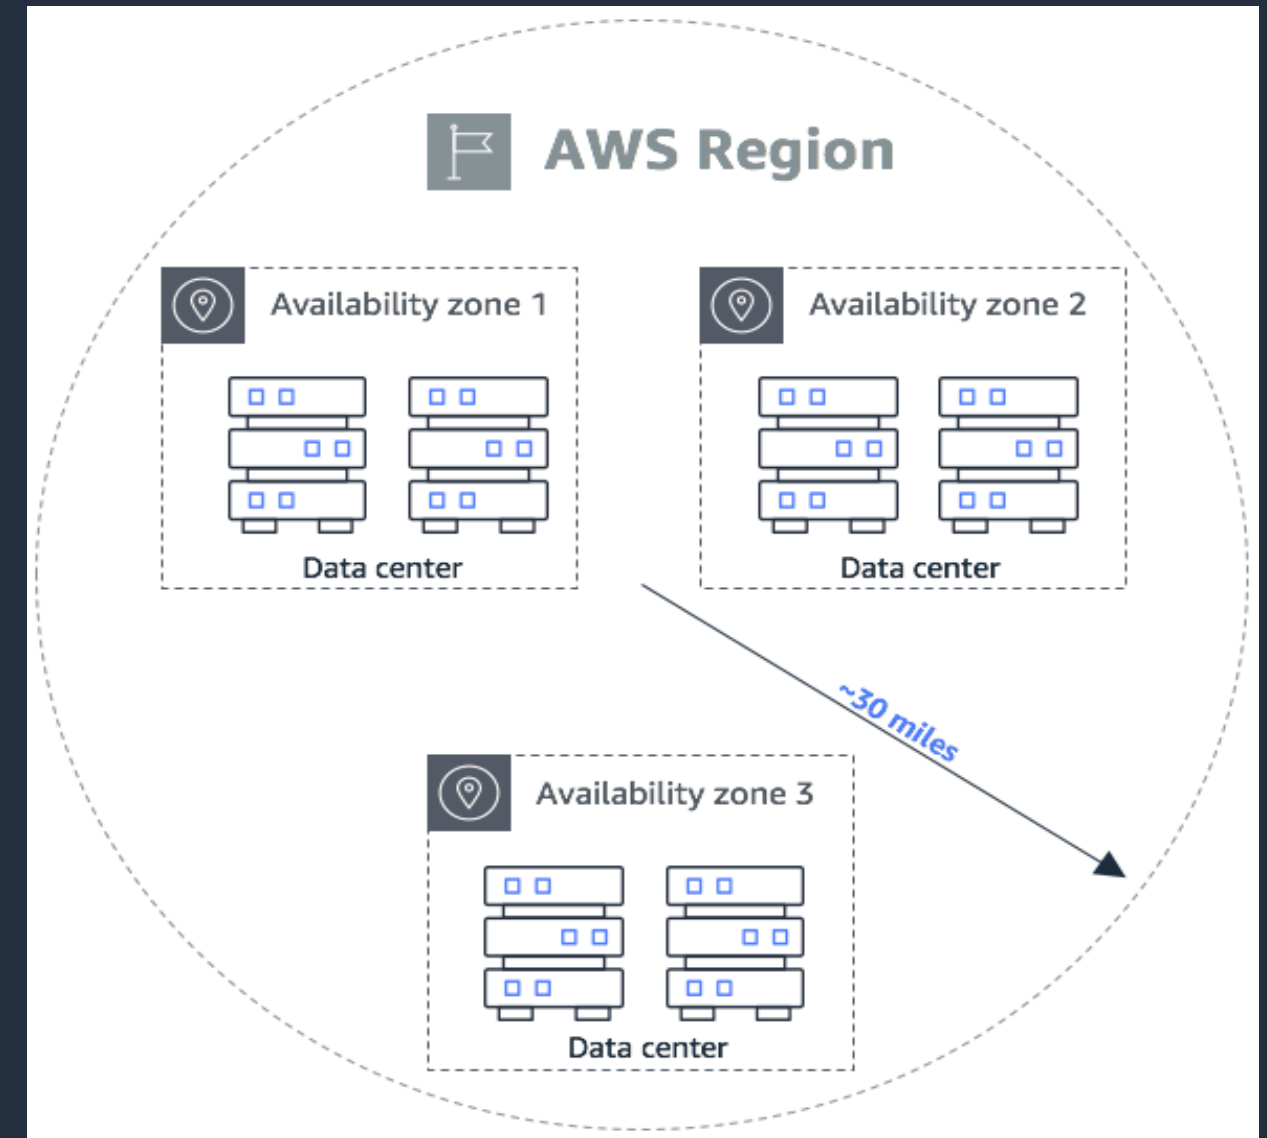 AWS Region
Availability zone 1
Availability zone 2
Data center
Data center
~30 miles
Availability zone 3
Data center